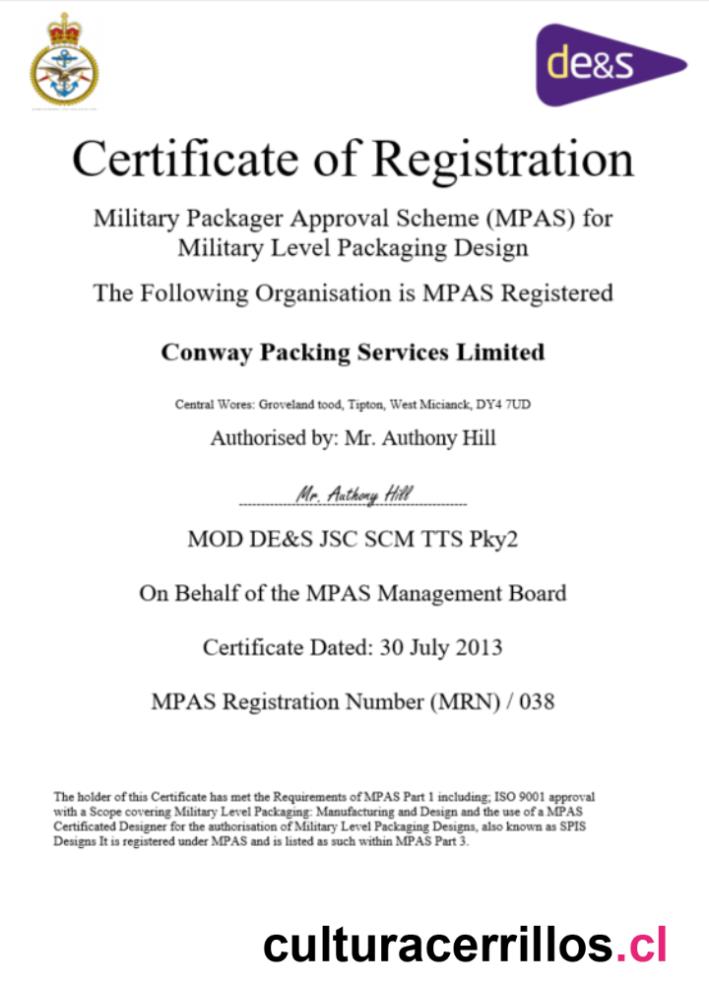 de&s
Certificate of Registration
Military Packager Approval Scheme (MPAS) for
Military Level Packaging Design
The Following Organisation is MPAS Registered
Conway Packing Services Limited
Central Wores: Groveland tood, Tipton, West Micianck, DY4 7UD
Authorised by: Mr. Authony Hill
Mr. Authony Hill
MOD DE&S JSC SCM TTS Pky2
On Behalf of the MPAS Management Board
Certificate Dated: 30 July 2013
MPAS Registration Number (MRN) / 038
The holder of this Certificate has met the Requirements of MPAS Part 1 including; ISO 9001 approval
with a Scope covering Military Level Packaging: Manufacturing and Design and the use of a MPAS
Certificated Designer for the authorisation of Military Level Packaging Designs, also known as SPIS
Designs It is registered under MPAS and is listed as such within MPAS Part 3.
culturacerrillos.cl